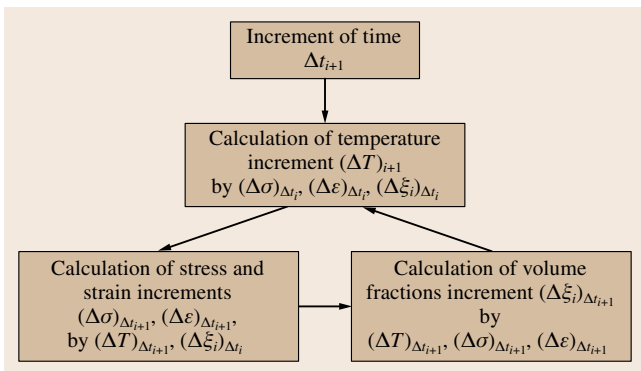 Increment of time
Δt_{i+1}
Calculation of temperature
increment (ΔT)_{i+1}
by (Δσ)_{Δt_i}, (Δε)_{Δt_i}, (Δξ_i)_{Δt_i}
Calculation of stress and
strain increments
(Δσ)_{Δt_{i+1}}, (Δε)_{Δt_{i+1}},
by (ΔT)_{Δt_{i+1}}, (Δξ_i)_{Δt_i}
Calculation of volume
fractions increment (Δξ_i)_{Δt_{i+1}}
by
(ΔT)_{Δt_{i+1}}, (Δσ)_{Δt_{i+1}}, (Δε)_{Δt_{i+1}}